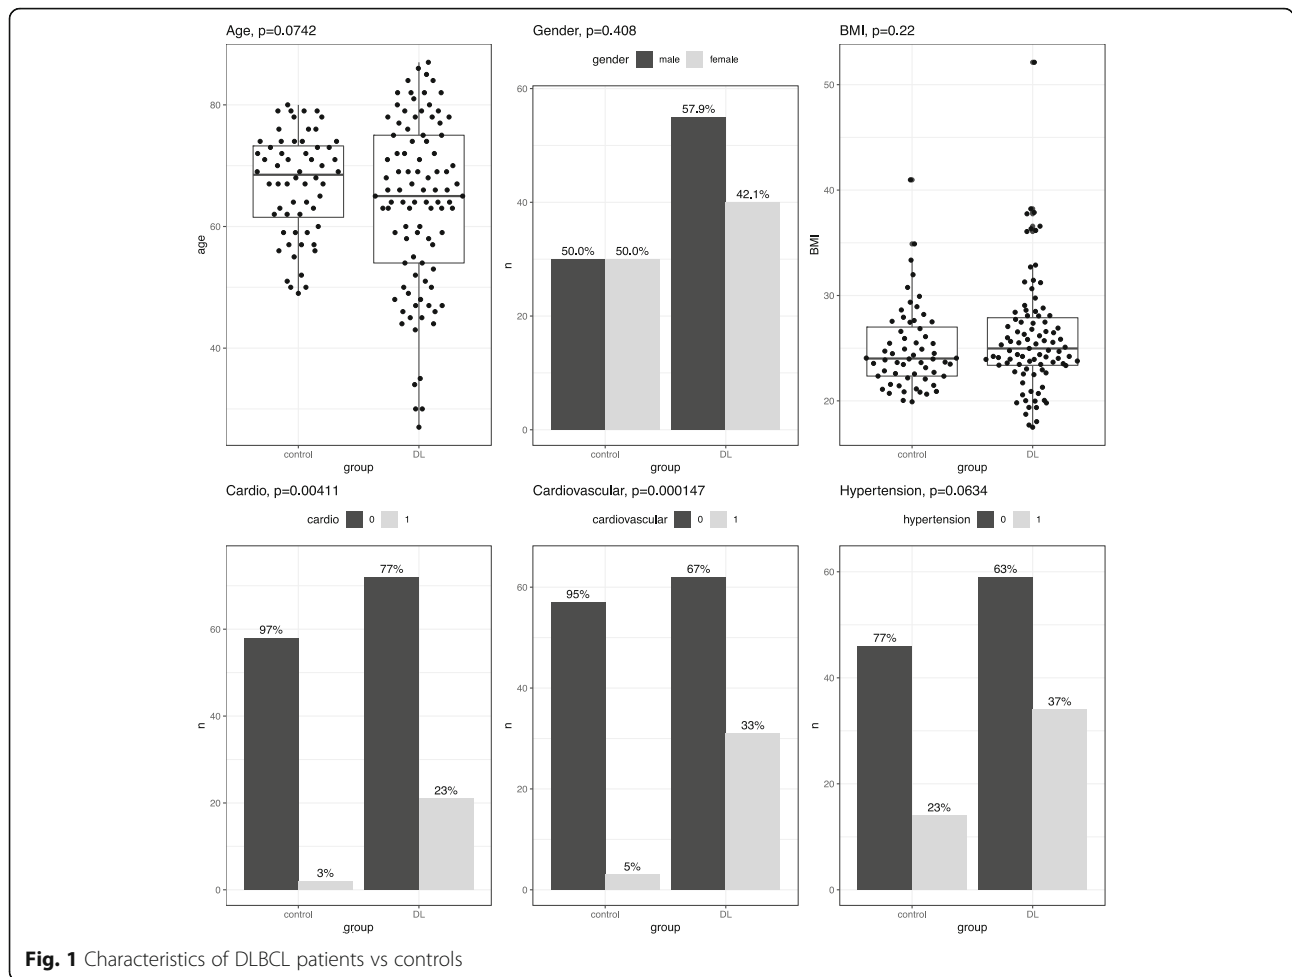 Age, p=0.0742
80
60
40
age
control
DL
group
Gender, p=0.408
gender male female
60
40
20
0
n
50.0%
50.0%
57.9%
42.1%
control
DL
group
BMI, p=0.22
50
40
30
20
BMI
control
DL
group
Cardio, p=0.00411
cardio 0 1
60
40
20
0
n
97%
3%
77%
23%
control
DL
group
Cardiovascular, p=0.000147
cardiovascular 0 1
60
40
20
0
n
95%
5%
67%
33%
control
DL
group
Hypertension, p=0.0634
hypertension 0 1
60
40
20
0
n
77%
23%
63%
37%
control
DL
group
Fig. 1 Characteristics of DLBCL patients vs controls